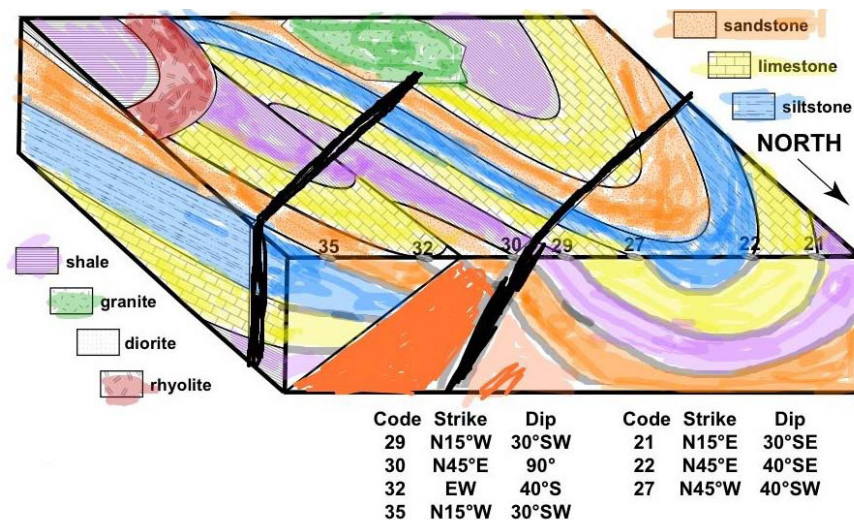 sandstone
limestone
siltstone
NORTH
35 32 30 29 27 22 21
shale
granite
diorite
rhyolite
Code Strike Dip Code Strike Dip
29 N15°W 30°SW 21 N15°E 30°SE
30 N45°E 90° 22 N45°E 40°SE
32 EW 40°S 27 N45°W 40°SW
35 N15°W 30°SW